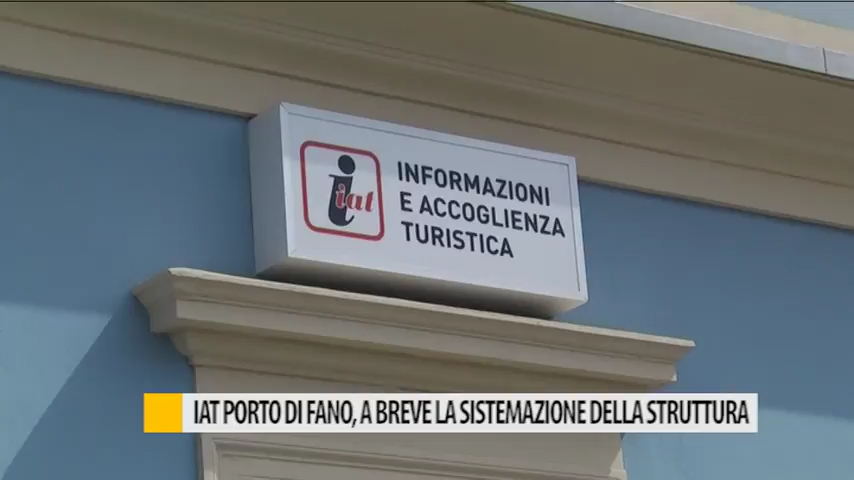 i iat
INFORMAZIONI
E ACCOGLIENZA
TURISTICA
IAT PORTO DI FANO, A BREVE LA SISTEMAZIONE DELLA STRUTTURA